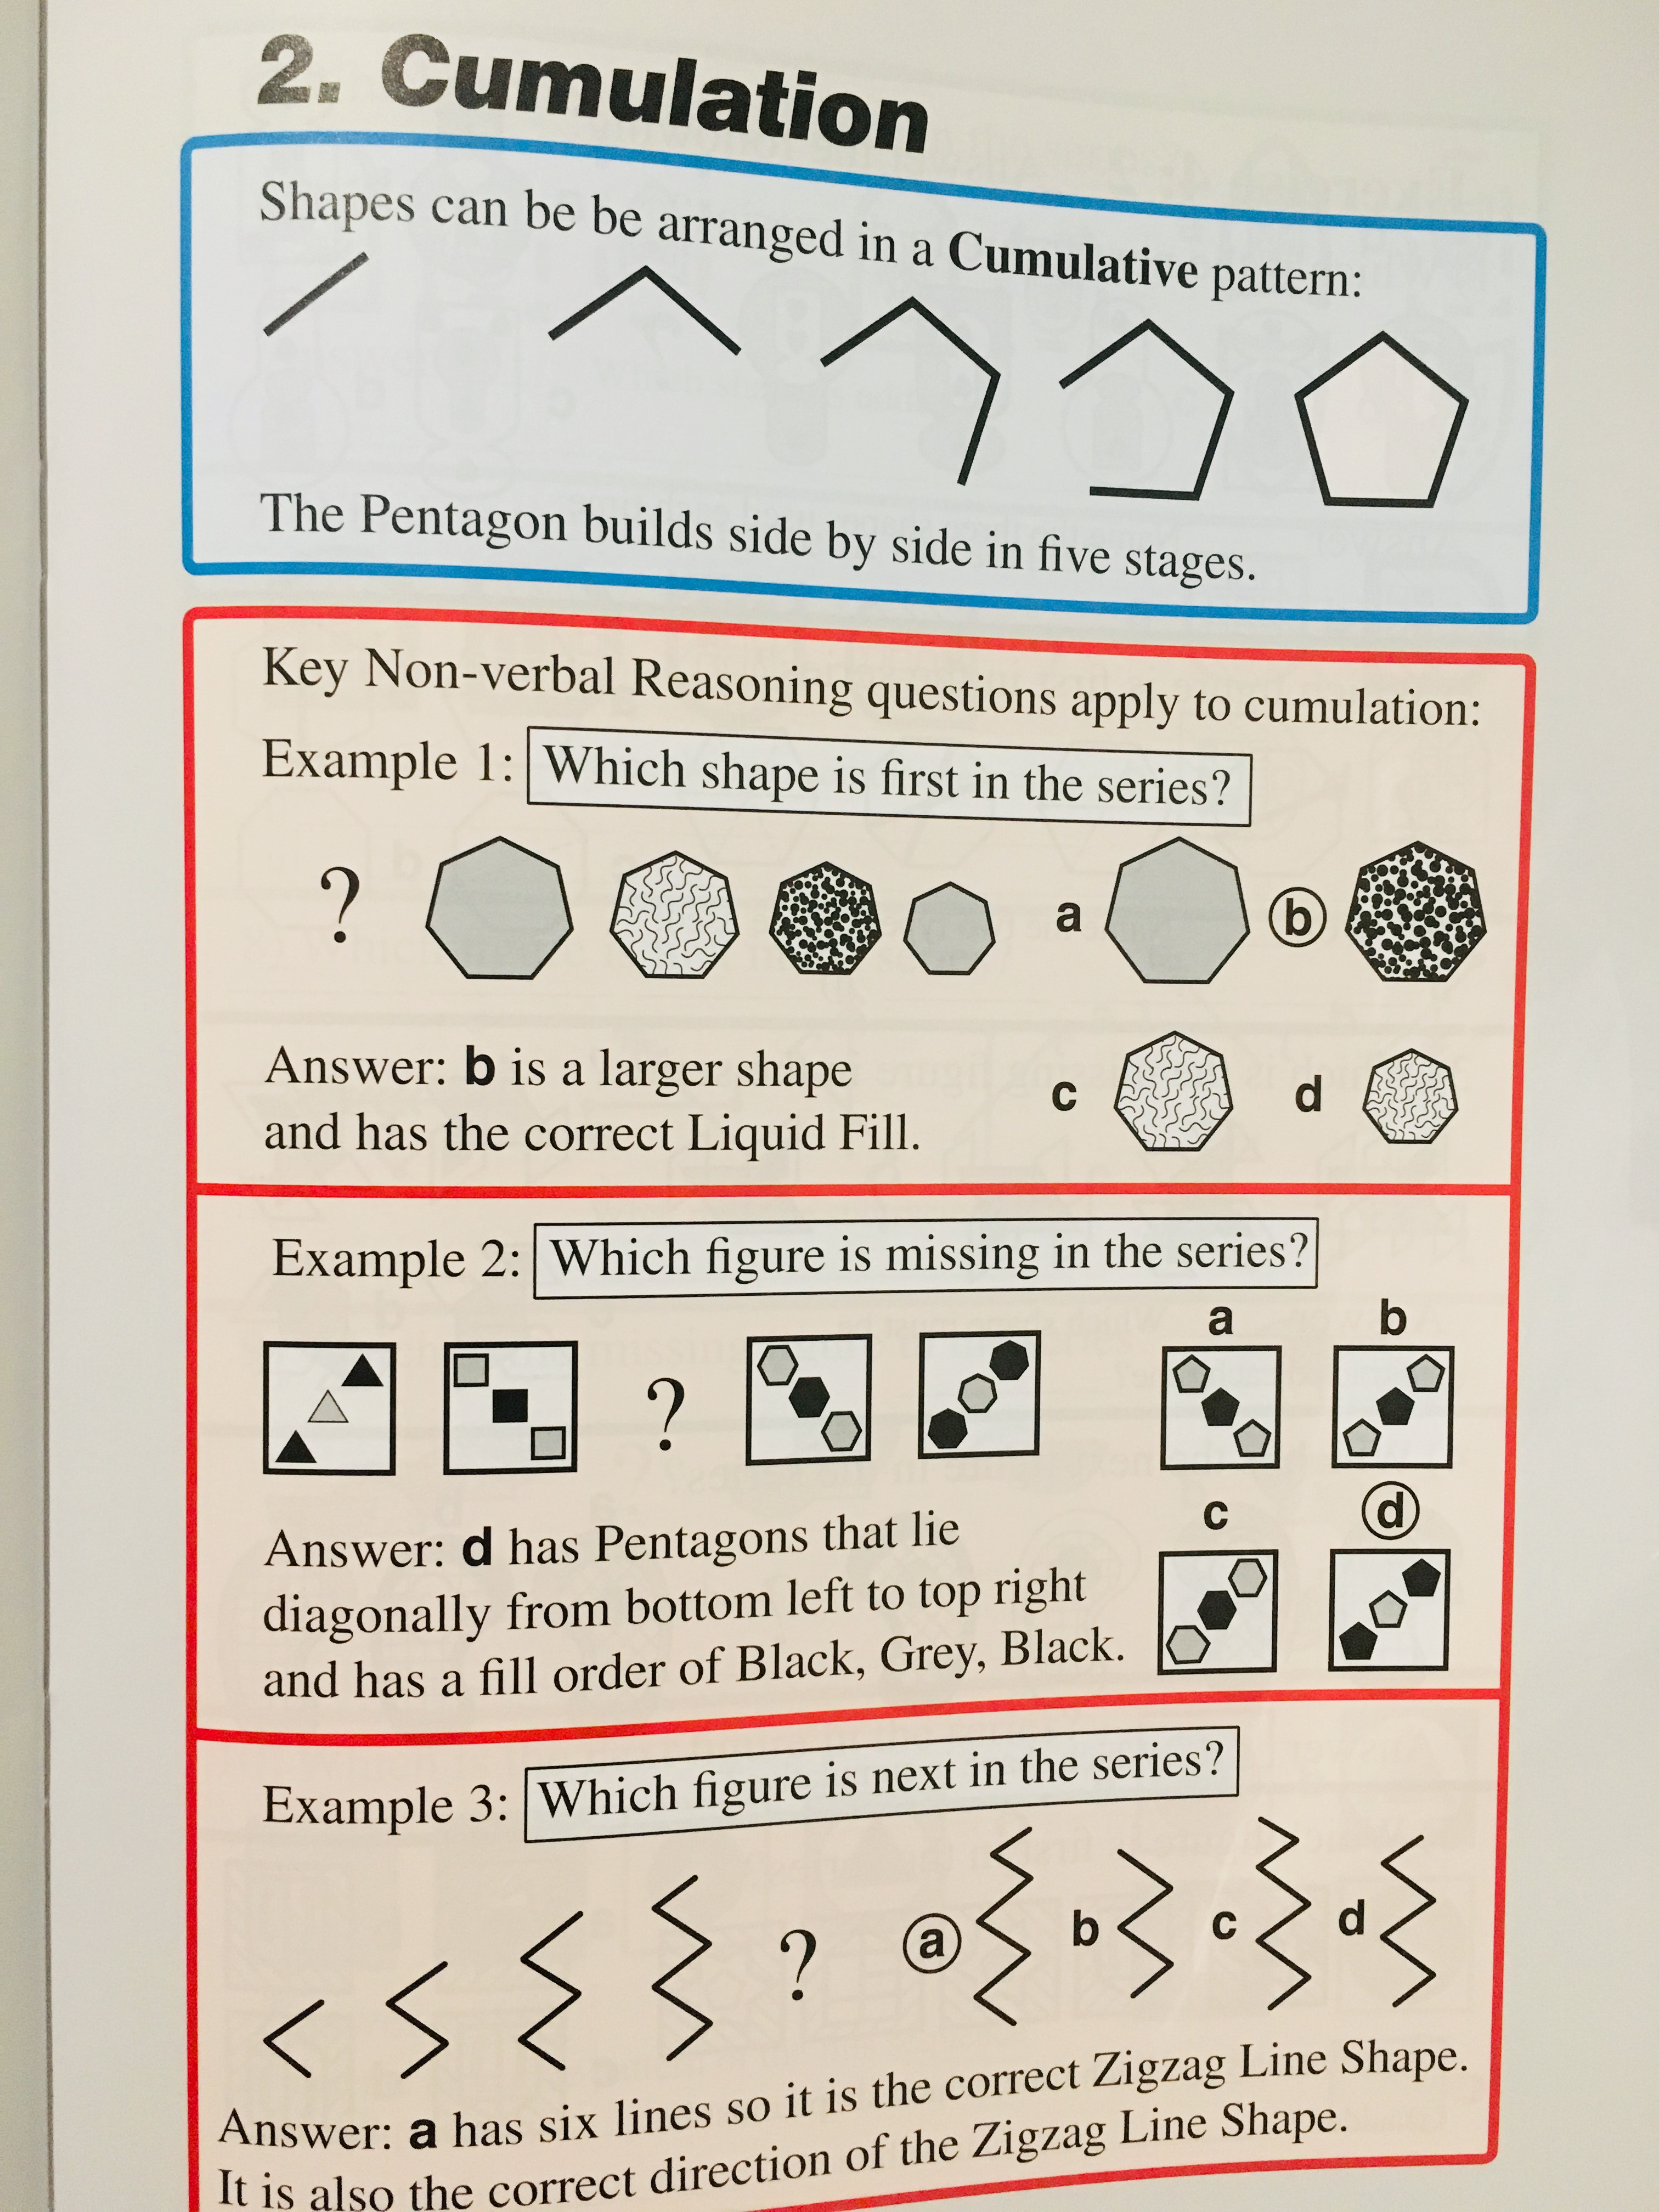 2. Cumulation
Shapes can be be arranged in a Cumulative pattern:
The Pentagon builds side by side in five stages.
Key Non-verbal Reasoning questions apply to cumulation:
Example 1: Which shape is first in the series?
? a b
Answer: b is a larger shape
and has the correct Liquid Fill.
c d
Example 2: Which figure is missing in the series?
a b
?
c d
Answer: d has Pentagons that lie
diagonally from bottom left to top right
and has a fill order of Black, Grey, Black.
Example 3: Which figure is next in the series?
? a b c d
Answer: a has six lines so it is the correct Zigzag Line Shape.
It is also the correct direction of the Zigzag Line Shape.